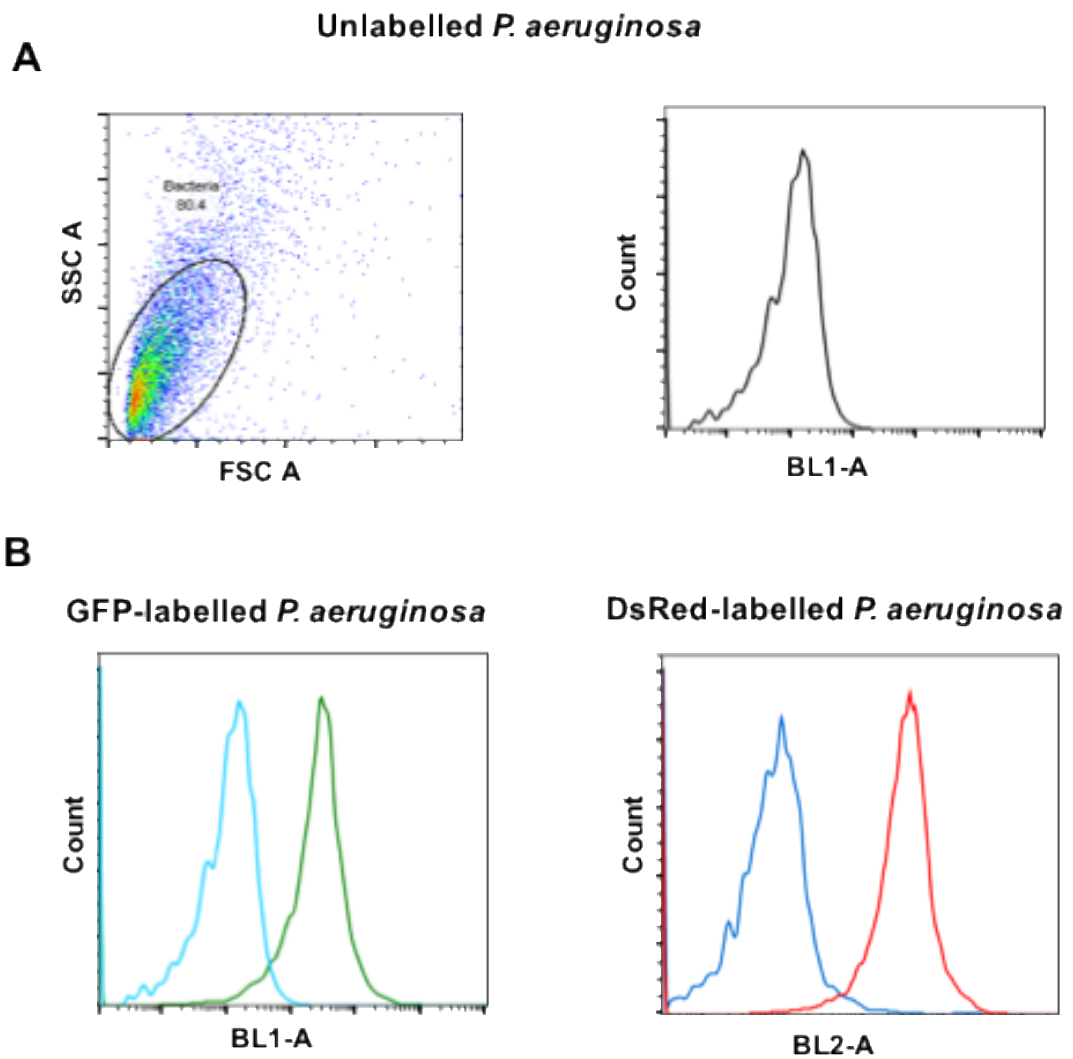 Unlabelled P. aeruginosa
A
Bacteria
80.4
SSC A
FSC A
Count
BL1-A
B
GFP-labelled P. aeruginosa
DsRed-labelled P. aeruginosa
Count
BL1-A
Count
BL2-A